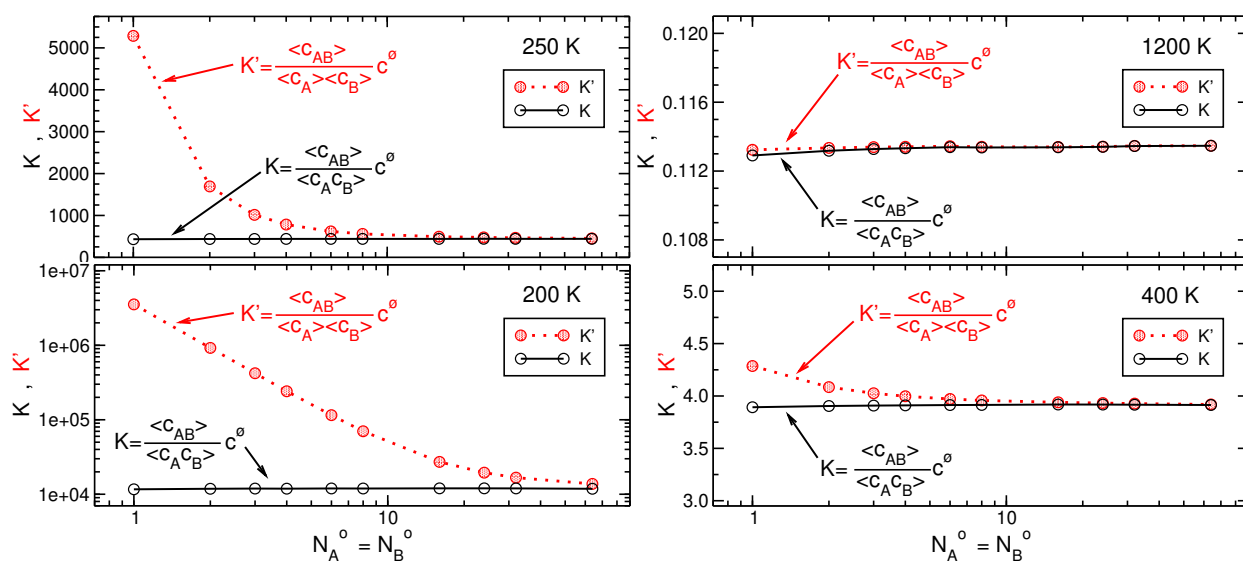 5000
4000
3000
2000
1000
0
K , K'
250 K
K'
K
K'=<C_AB>/<C_A><C_B> c^ø
K=<C_AB>/<C_A C_B> c^ø
0.120
0.116
0.112
0.108
K , K'
1200 K
K'
K
K'=<C_AB>/<C_A><C_B> c^ø
K=<C_AB>/<C_A C_B> c^ø
1e+07
1e+06
1e+05
1e+04
K , K'
200 K
K'
K
K'=<C_AB>/<C_A><C_B> c^ø
K=<C_AB>/<C_A C_B> c^ø
1
10
N_A^o = N_B^o
5.0
4.5
4.0
3.5
3.0
K , K'
400 K
K'
K
K'=<C_AB>/<C_A><C_B> c^ø
K=<C_AB>/<C_A C_B> c^ø
1
10
N_A^o = N_B^o